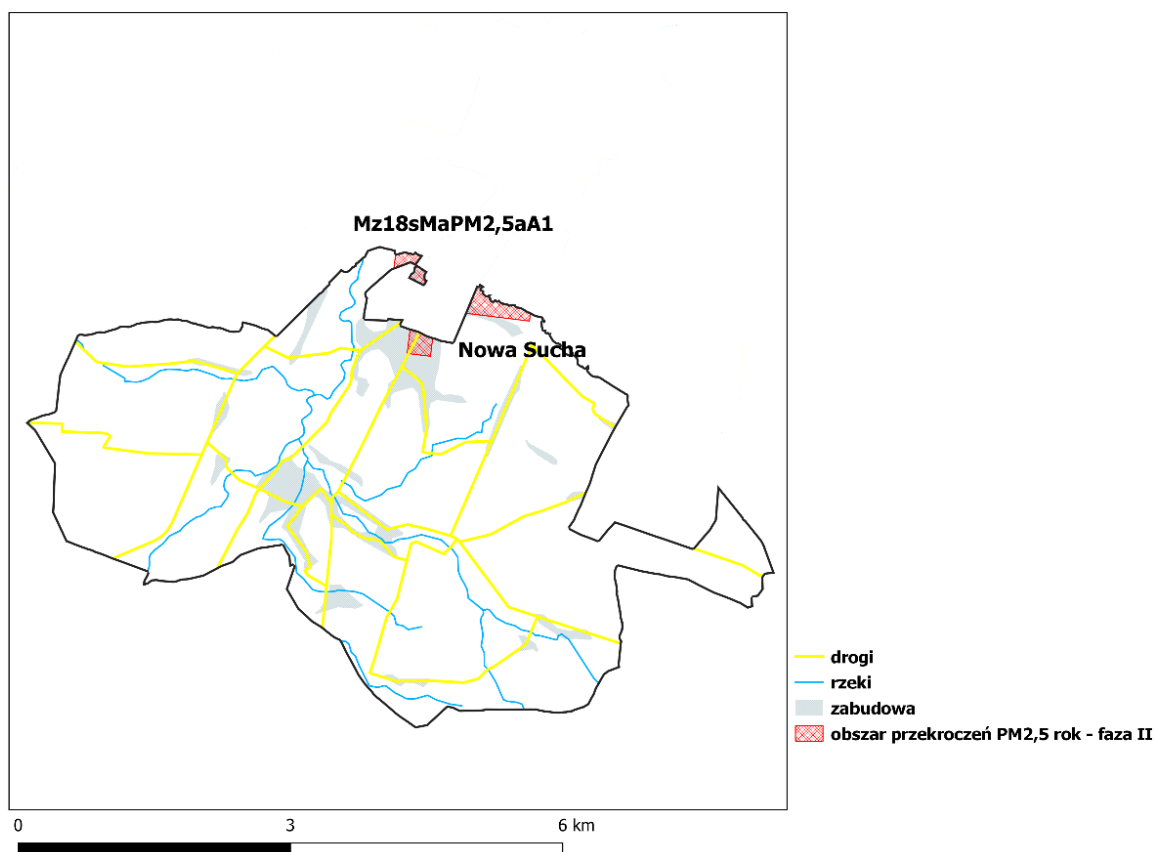 Mz18sMaPM2,5aA1
Nowa Sucha
drogi
rzeki
zabudowa
obszar przekroczeń PM2,5 rok - faza II
0 3 6 km